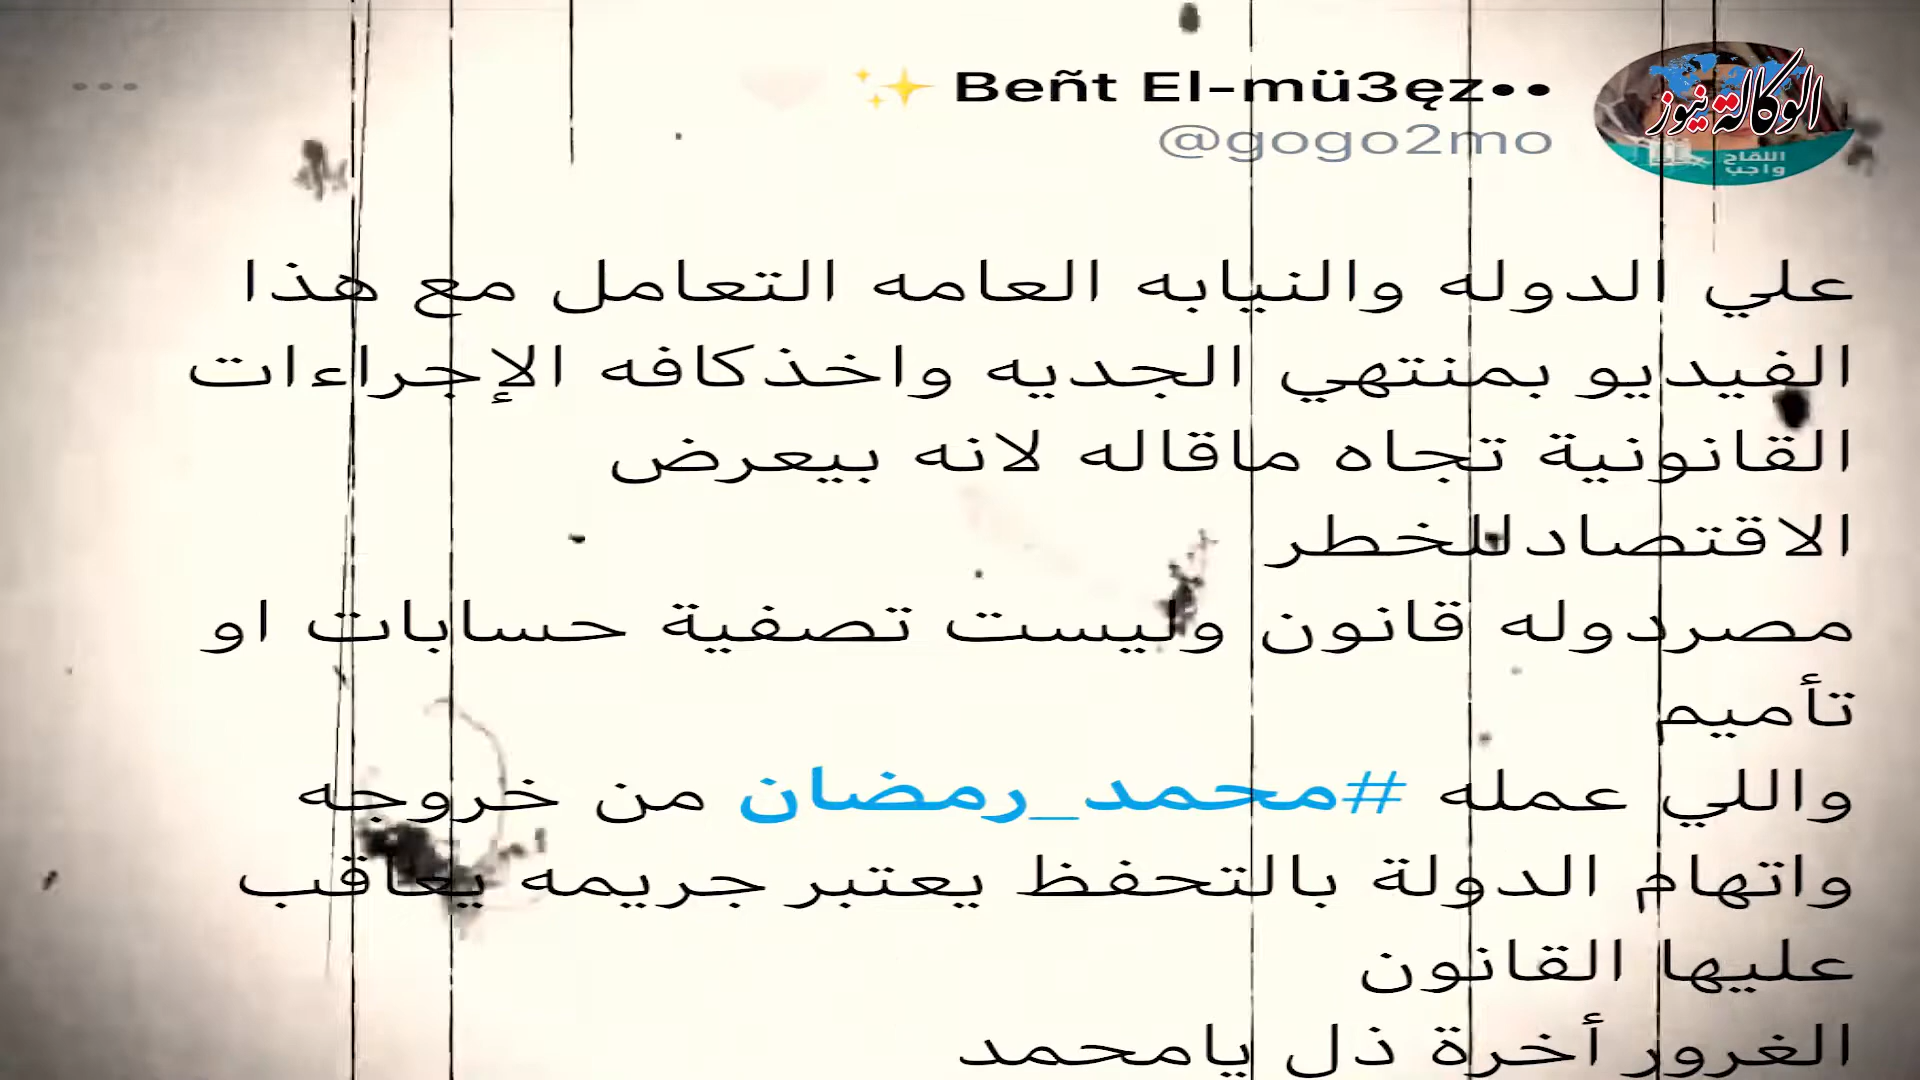 Beñt El-mü3ęz••
@gogo2mo
الوكالة نيوز
اللقاح
واجب
علي الدوله والنيابه العامه التعامل مع هذا
الفيديو بمنتهي الجديه واخذكافه الإجراءات
القانونية تجاه ماقاله لانه بيعرض
الاقتصادللخطر
مصردوله قانون وليست تصفية حسابات او
تأميم
واللي عمله #محمد_رمضان من خروجه
واتهام الدولة بالتحفظ يعتبر جريمه يعاقب
عليها القانون
الغرور أخرة ذل يامحمد